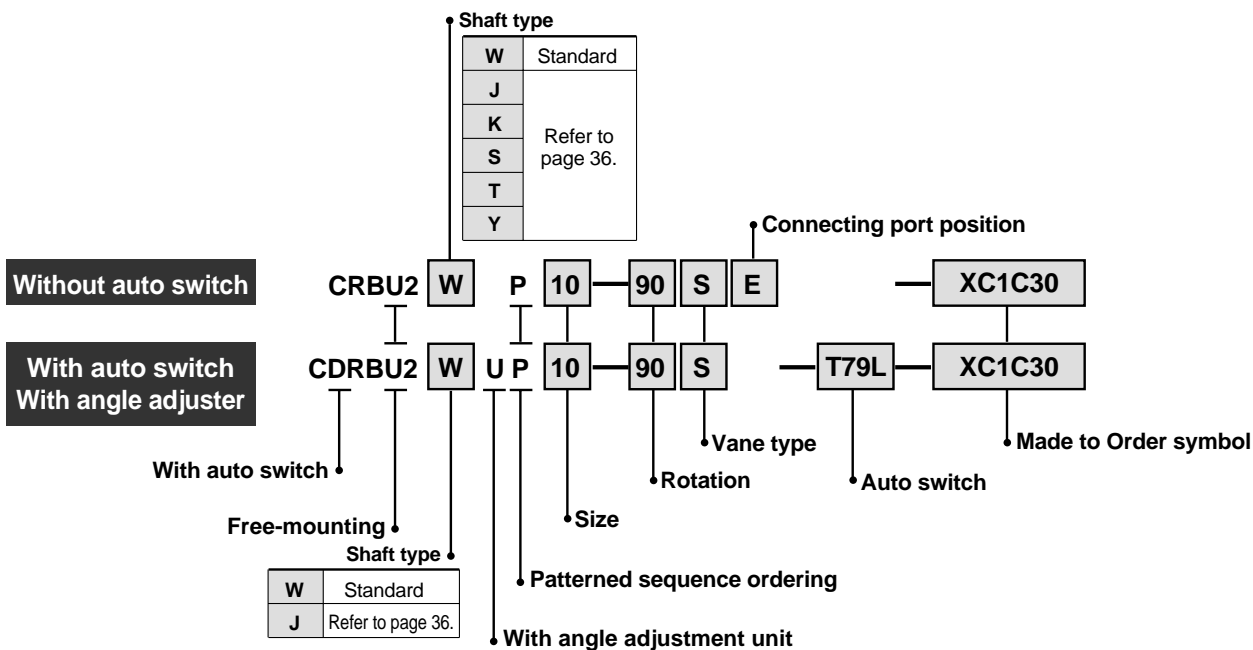 Shaft type
W Standard
J
K
S
T
Y
Refer to
page 36.
Connecting port position
Without auto switch
CRBU2 W P 10 — 90 S E — XC1C30
With auto switch
With angle adjuster
CDRBU2 W U P 10 — 90 S — T79L — XC1C30
Vane type
Made to Order symbol
With auto switch
Rotation
Auto switch
Size
Free-mounting
Shaft type
W Standard
J Refer to page 36.
Patterned sequence ordering
With angle adjustment unit